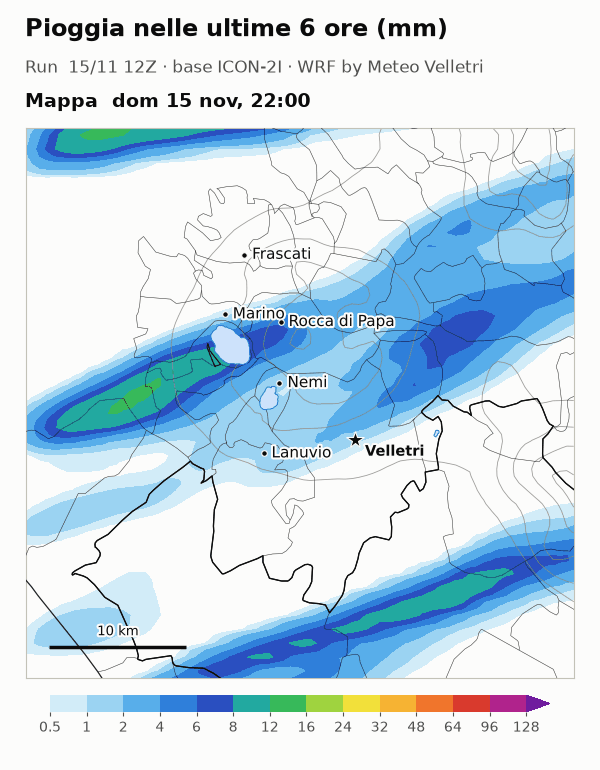 Pioggia nelle ultime 6 ore (mm)
Run 15/11 12Z · base ICON-2I · WRF by Meteo Velletri
Mappa dom 15 nov, 22:00
Frascati
Marino
Rocca di Papa
Nemi
Velletri
Lanuvio
10 km
0.5 1 2 4 6 8 12 16 24 32 48 64 96 128